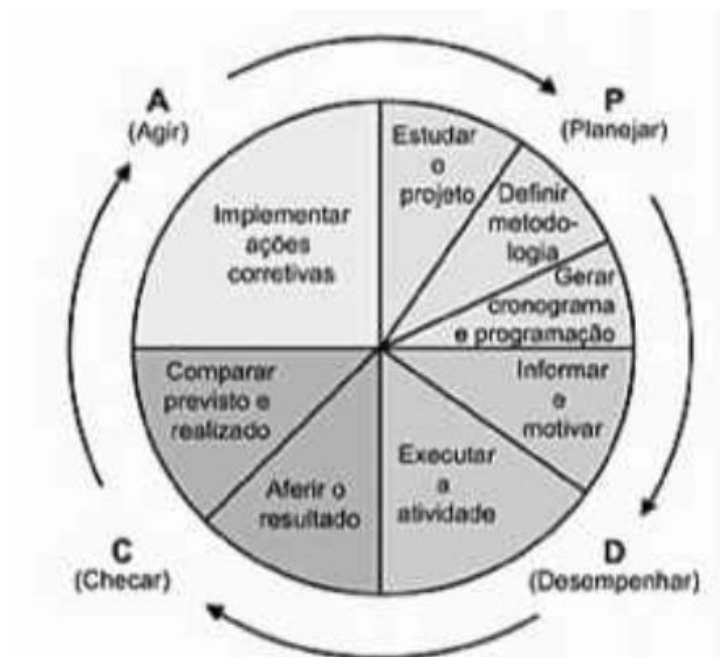 A
(Agir)
P
(Planejar)
Estudar
o
projeto
Definir
metodo-
logia
Gerar
cronograma
e programação
Informar
e
motivar
Executar
a
atividade
D
(Desempenhar)
Aferir o
resultado
Comparar
previsto e
realizado
C
(Checar)
Implementar
ações
corretivas